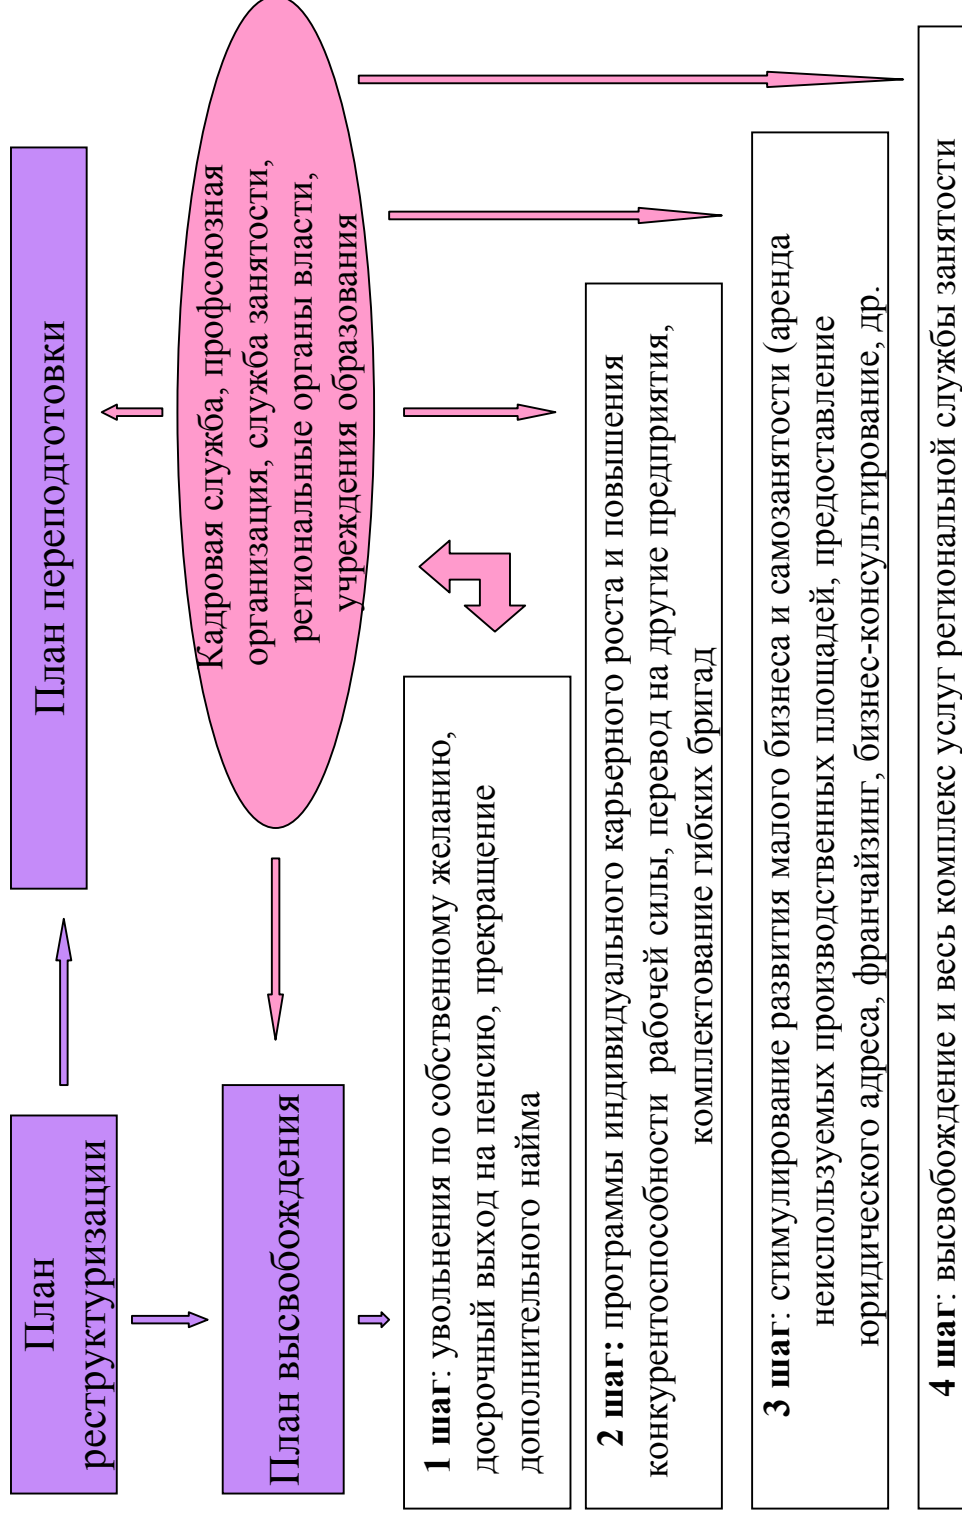 План
реструктуризации
План переподготовки
План высвобождения
Кадровая служба, профсоюзная
организация, служба занятости,
региональные органы власти,
учреждения образования
1 шаг: увольнения по собственному желанию,
досрочный выход на пенсию, прекращение
дополнительного найма
2 шаг: программы индивидуального карьерного роста и повышения
конкурентоспособности рабочей силы, перевод на другие предприятия,
комплектование гибких бригад
3 шаг: стимулирование развития малого бизнеса и самозанятости (аренда
неиспользуемых производственных площадей, предоставление
юридического адреса, франчайзинг, бизнес-консультирование, др.
4 шаг: высвобождение и весь комплекс услуг региональной службы занятости